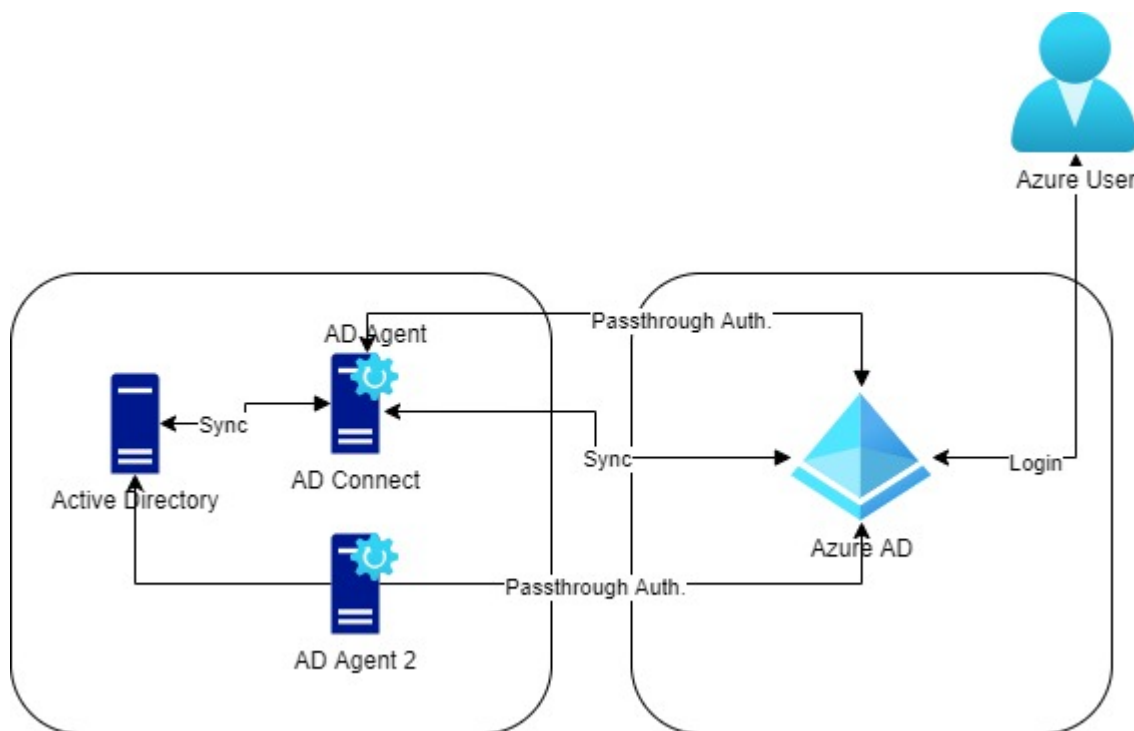 Azure User
Passthrough Auth.
AD Agent
Sync
Sync
Login
AD Connect
Active Directory
Azure AD
Passthrough Auth.
AD Agent 2